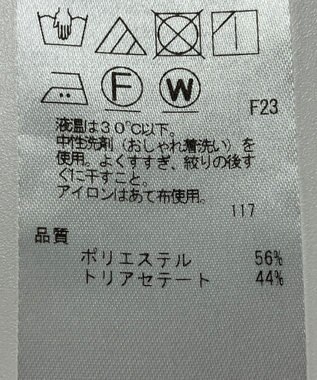 F W
F23
液温は30℃以下。
中性洗剤（おしゃれ着洗い）を
使用。よくすすぎ、絞りの後す
ぐに干すこと。
アイロンはあて布使用。
117
品質
ポリエステル 56%
トリアセテート 44%